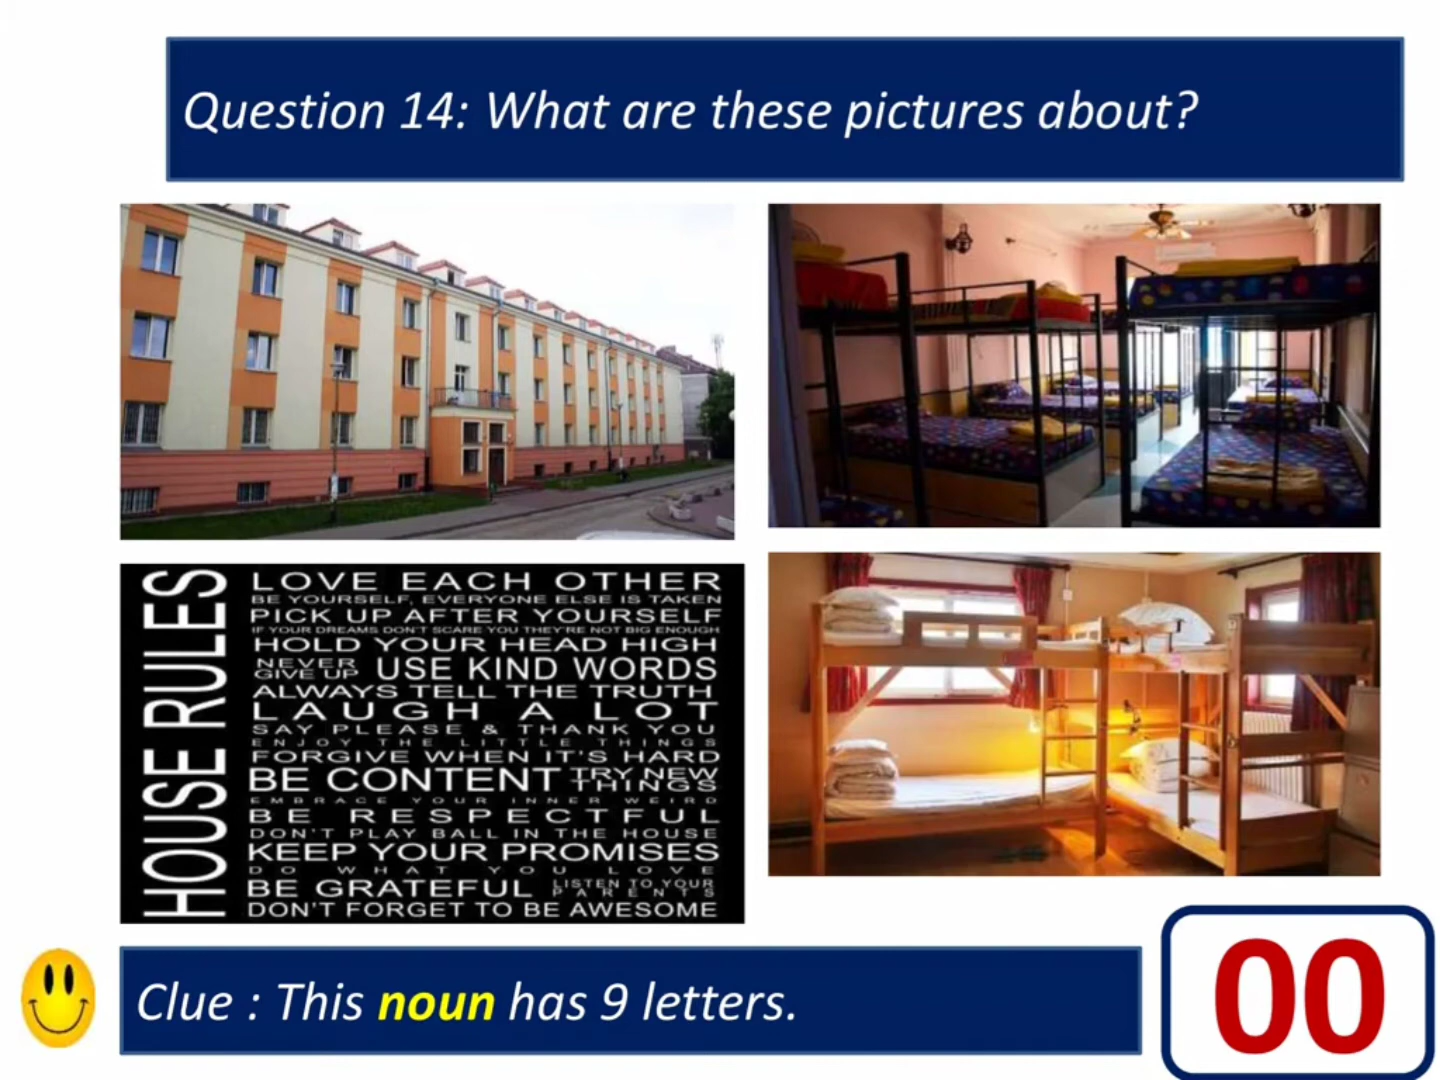 Question 14: What are these pictures about?
HOUSE RULES
LOVE EACH OTHER
BE YOURSELF, EVERYONE ELSE IS TAKEN
PICK UP AFTER YOURSELF
IF YOUR DREAMS DON'T SCARE YOU THEY'RE NOT BIG ENOUGH
HOLD YOUR HEAD HIGH
NEVER GIVE UP USE KIND WORDS
ALWAYS TELL THE TRUTH
LAUGH A LOT
SAY PLEASE & THANK YOU
ENJOY THE LITTLE THINGS
FORGIVE WHEN IT'S HARD
BE CONTENT TRY NEW THINGS
EMBRACE YOUR INNER WEIRD
BE RESPECTFUL
DON'T PLAY BALL IN THE HOUSE
KEEP YOUR PROMISES
DO WHAT YOU LOVE
BE GRATEFUL LISTEN TO YOUR PARENTS
DON'T FORGET TO BE AWESOME
Clue : This noun has 9 letters.
00